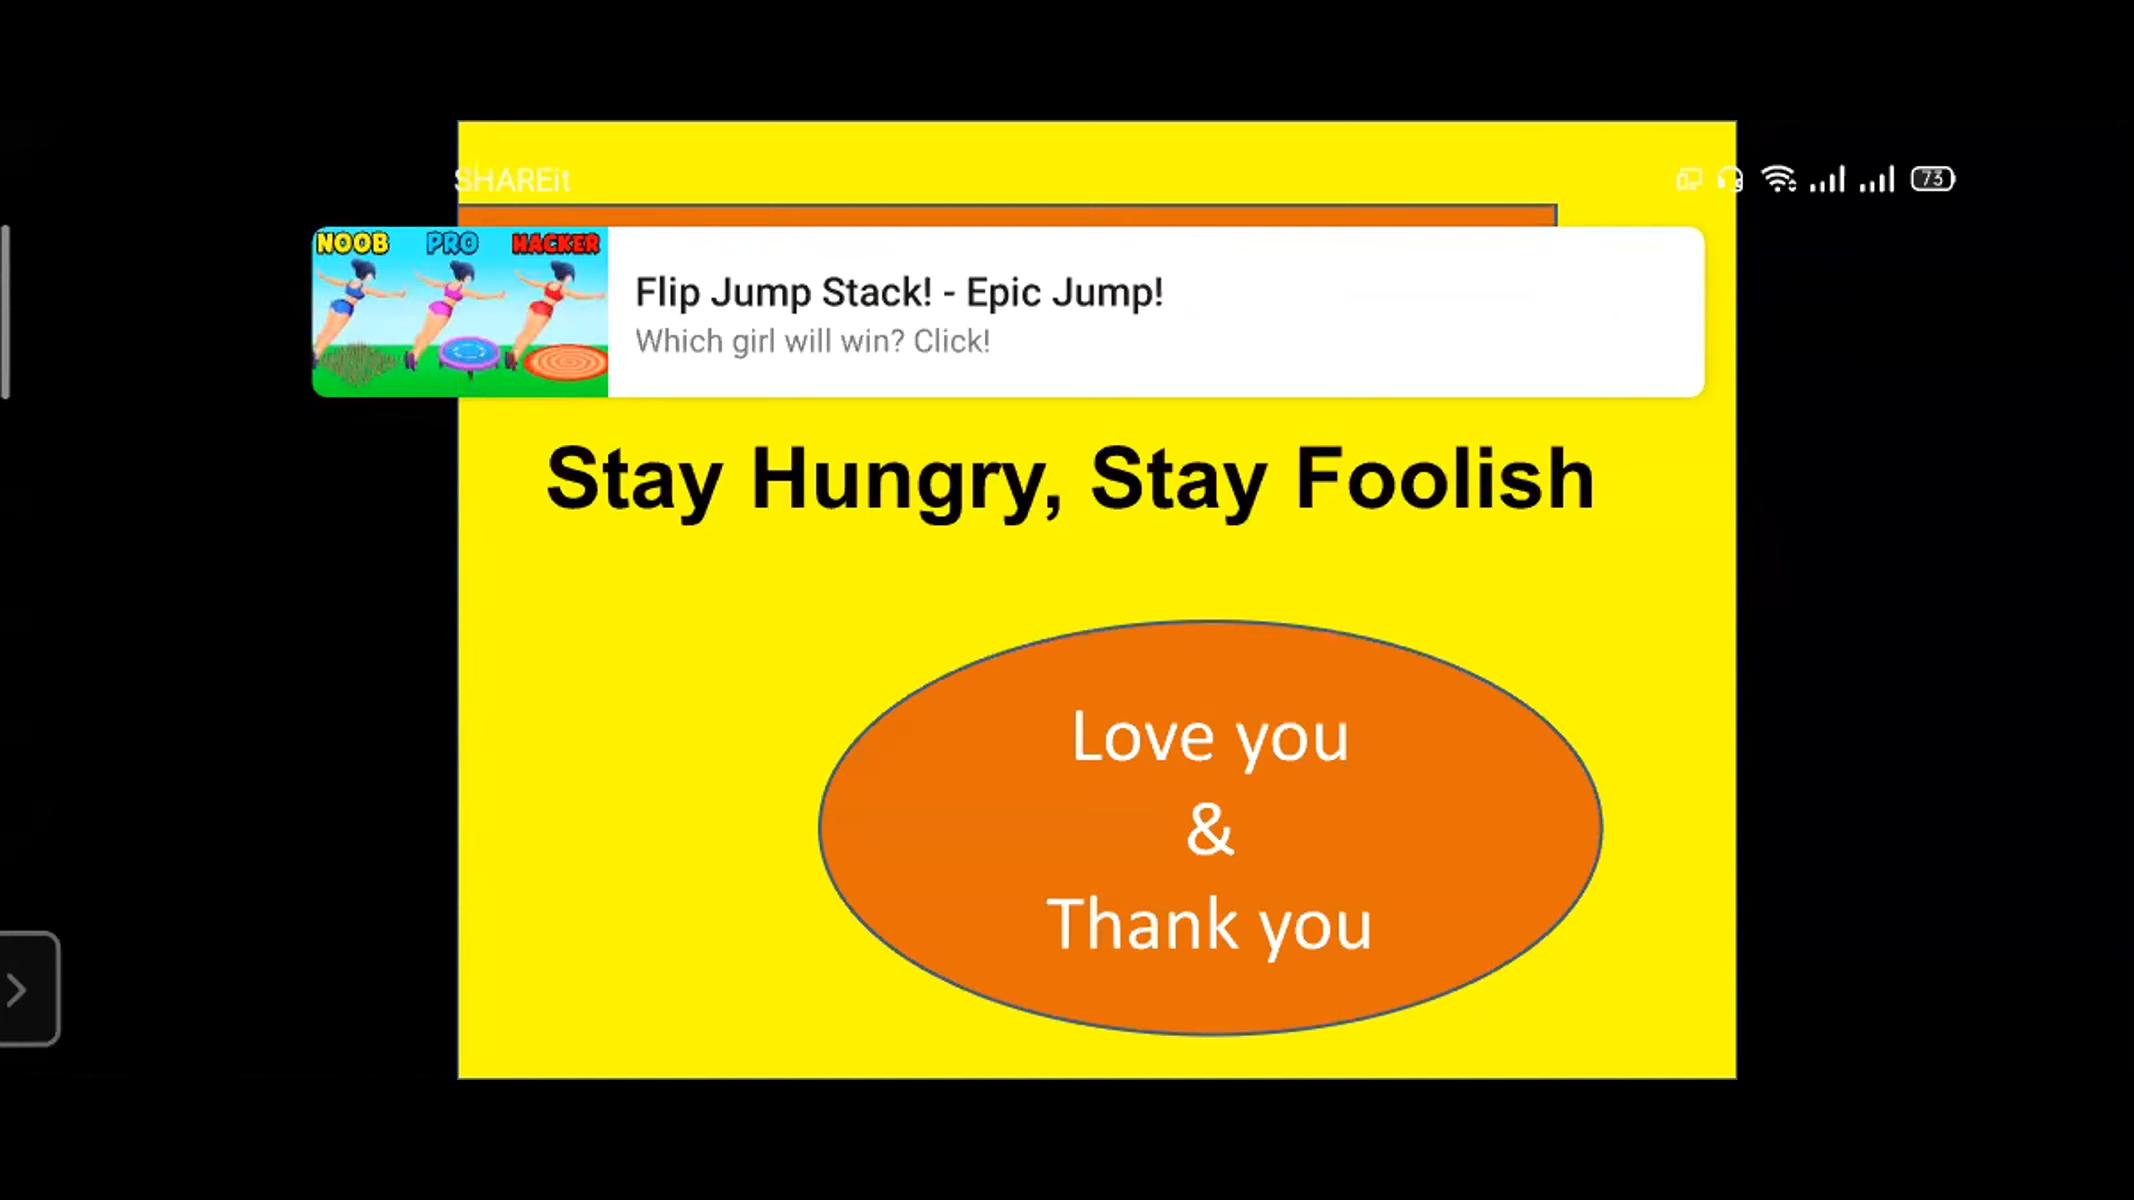 SHAREit
73
NOOB PRO HACKER
Flip Jump Stack! - Epic Jump!
Which girl will win? Click!
Stay Hungry, Stay Foolish
Love you
&
Thank you